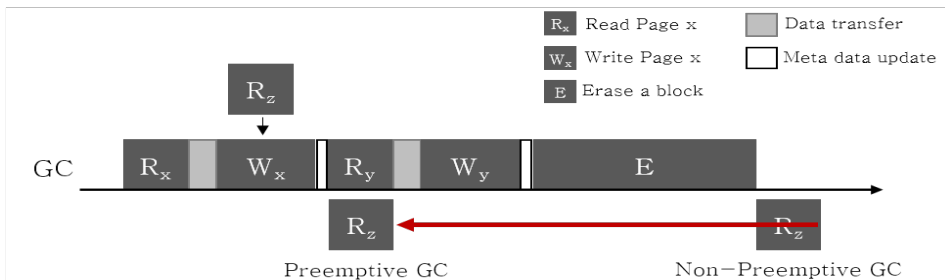 Rx Read Page x
Data transfer
Wx Write Page x
Meta data update
E Erase a block
Rz
GC
Rx
Wx
Ry
Wy
E
Rz
Rz
Preemptive GC
Non-Preemptive GC